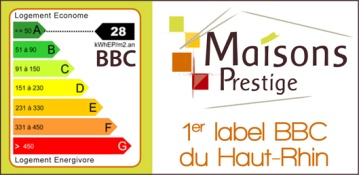 Logement Econome
<= 50 A
28
kWhEP/m2.an
51 à 90 B
BBC
91 à 150 C
151 à 230 D
231 à 330 E
331 à 450 F
> 450 G
Logement Energivore
Maisons
Prestige
1er label BBC
du Haut-Rhin